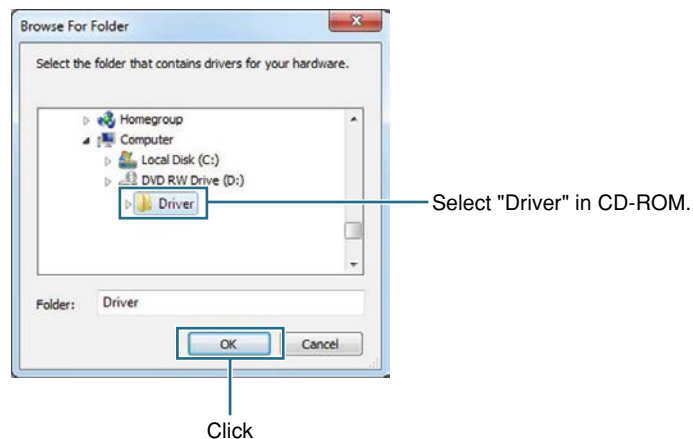 Browse For Folder
Select the folder that contains drivers for your hardware.
Homegroup
Computer
Local Disk (C:)
DVD RW Drive (D:)
Driver
Select "Driver" in CD-ROM.
Folder: Driver
OK Cancel
Click